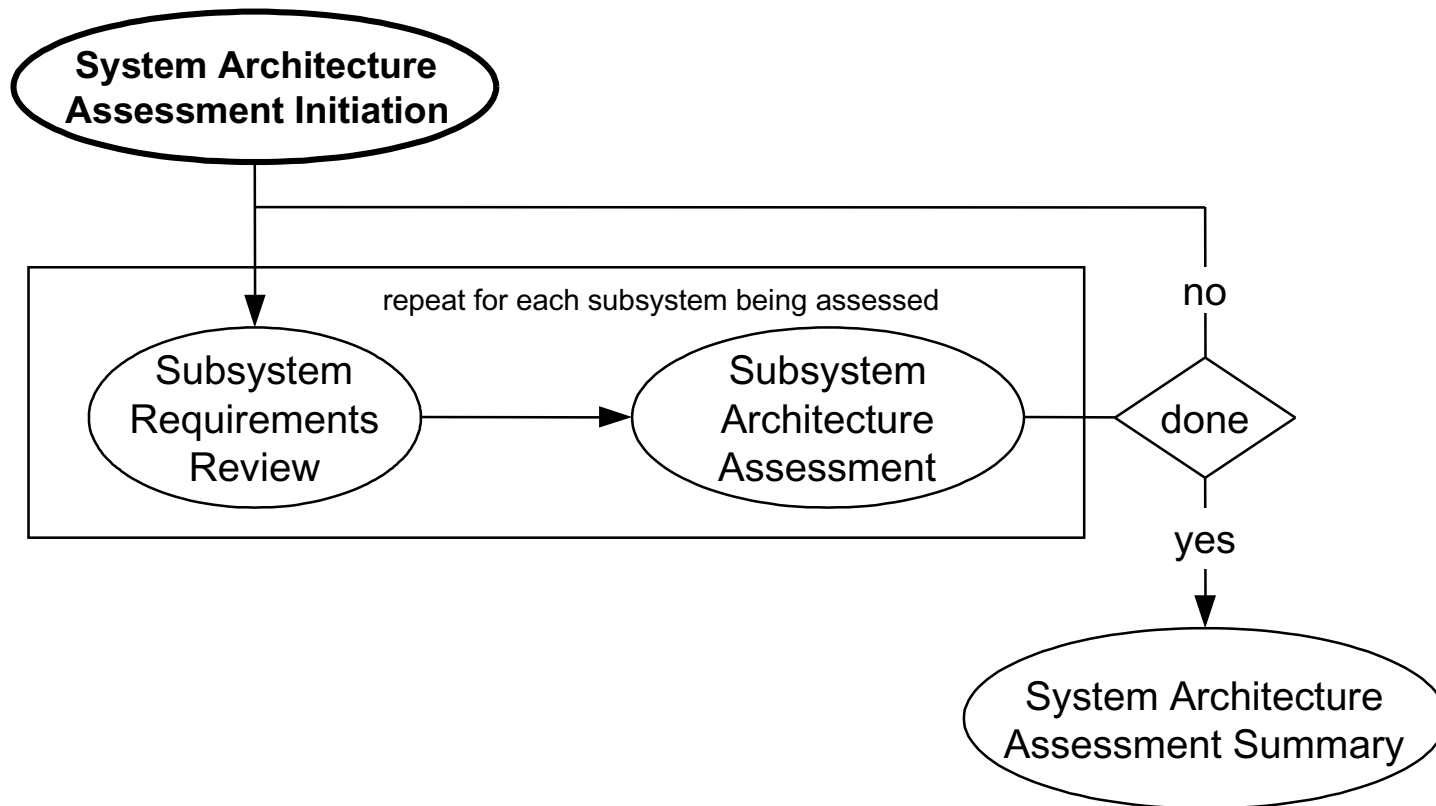 System Architecture
Assessment Initiation
repeat for each subsystem being assessed
no
Subsystem
Requirements
Review
Subsystem
Architecture
Assessment
done
yes
System Architecture
Assessment Summary